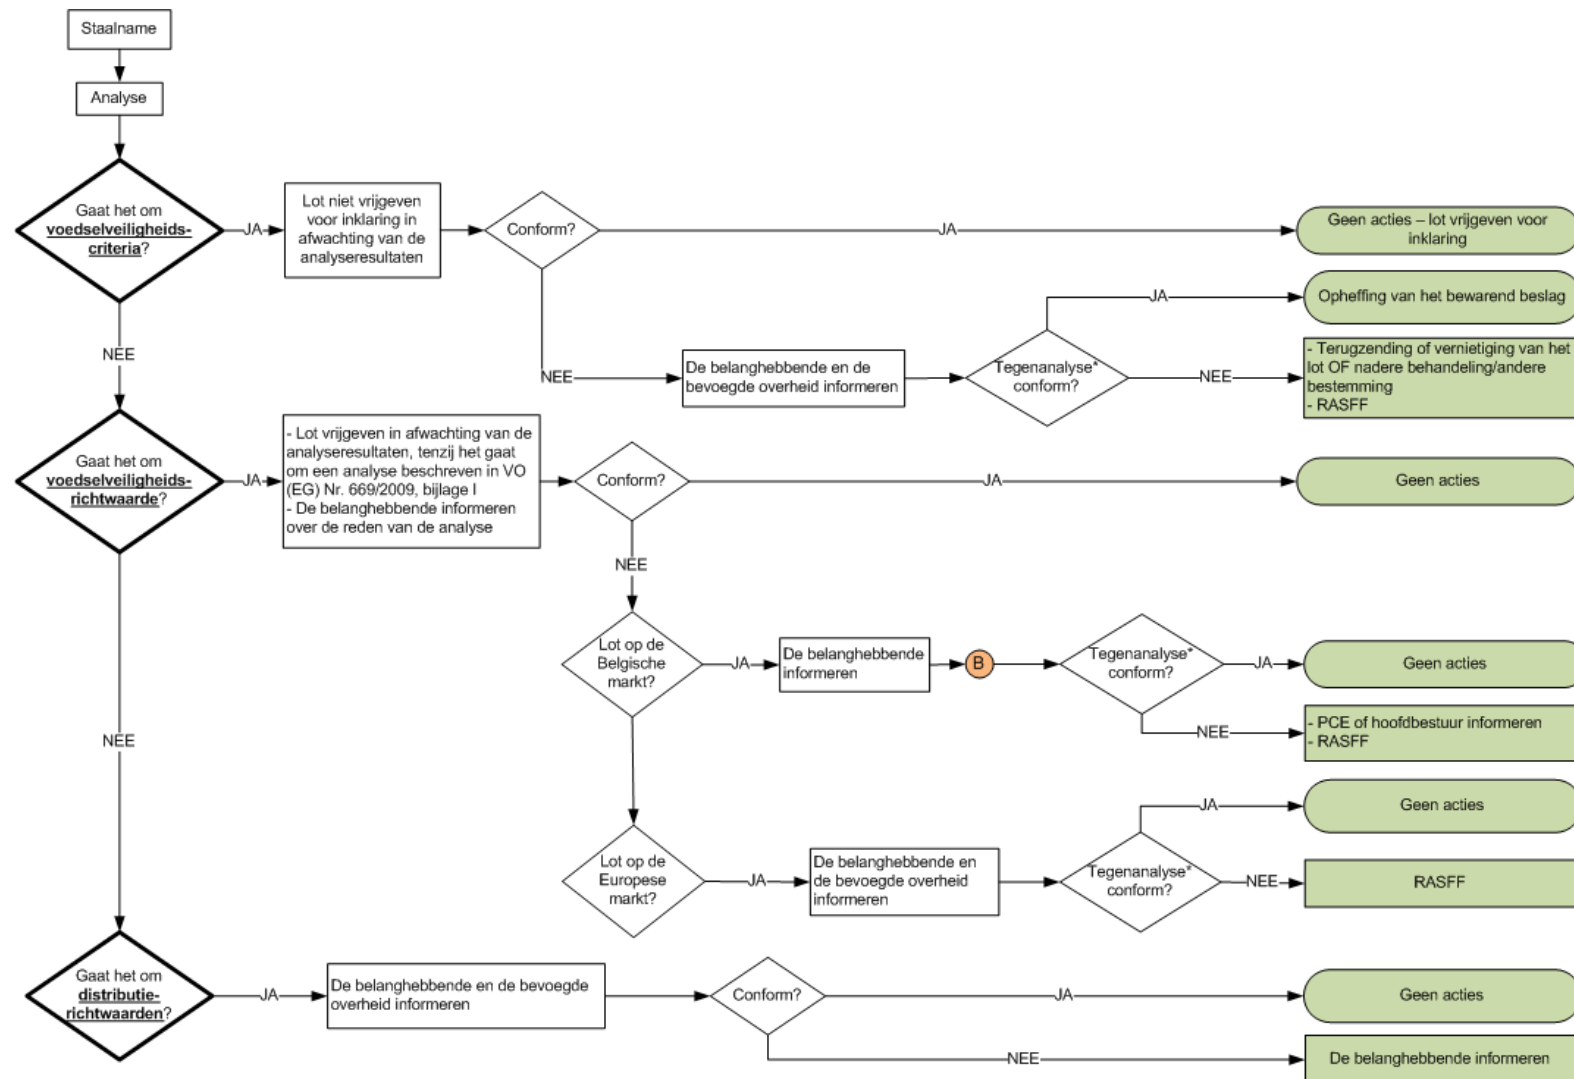 Staalname
Analyse
Gaat het om
voedselveiligheids-
criteria?
JA
Lot niet vrijgeven
voor inklaring in
afwachting van de
analyseresultaten
Conform?
JA
Geen acties – lot vrijgeven voor
inklaring
NEE
De belanghebbende en de
bevoegde overheid informeren
Tegenanalyse*
conform?
JA
Opheffing van het bewarend beslag
NEE
- Terugzending of vernietiging van het
lot OF nadere behandeling/andere
bestemming
- RASFF
NEE
Gaat het om
voedselveiligheids-
richtwaarde?
JA
- Lot vrijgeven in afwachting van de
analyseresultaten, tenzij het gaat
om een analyse beschreven in VO
(EG) Nr. 669/2009, bijlage I
- De belanghebbende informeren
over de reden van de analyse
Conform?
JA
Geen acties
NEE
Lot op de
Belgische
markt?
JA
De belanghebbende
informeren
B
Tegenanalyse*
conform?
JA
Geen acties
NEE
- PCE of hoofdbestuur informeren
- RASFF
Lot op de
Europese
markt?
JA
De belanghebbende en
de bevoegde overheid
informeren
Tegenanalyse*
conform?
JA
Geen acties
NEE
RASFF
NEE
Gaat het om
distributie-
richtwaarden?
JA
De belanghebbende en de bevoegde
overheid informeren
Conform?
JA
Geen acties
NEE
De belanghebbende informeren